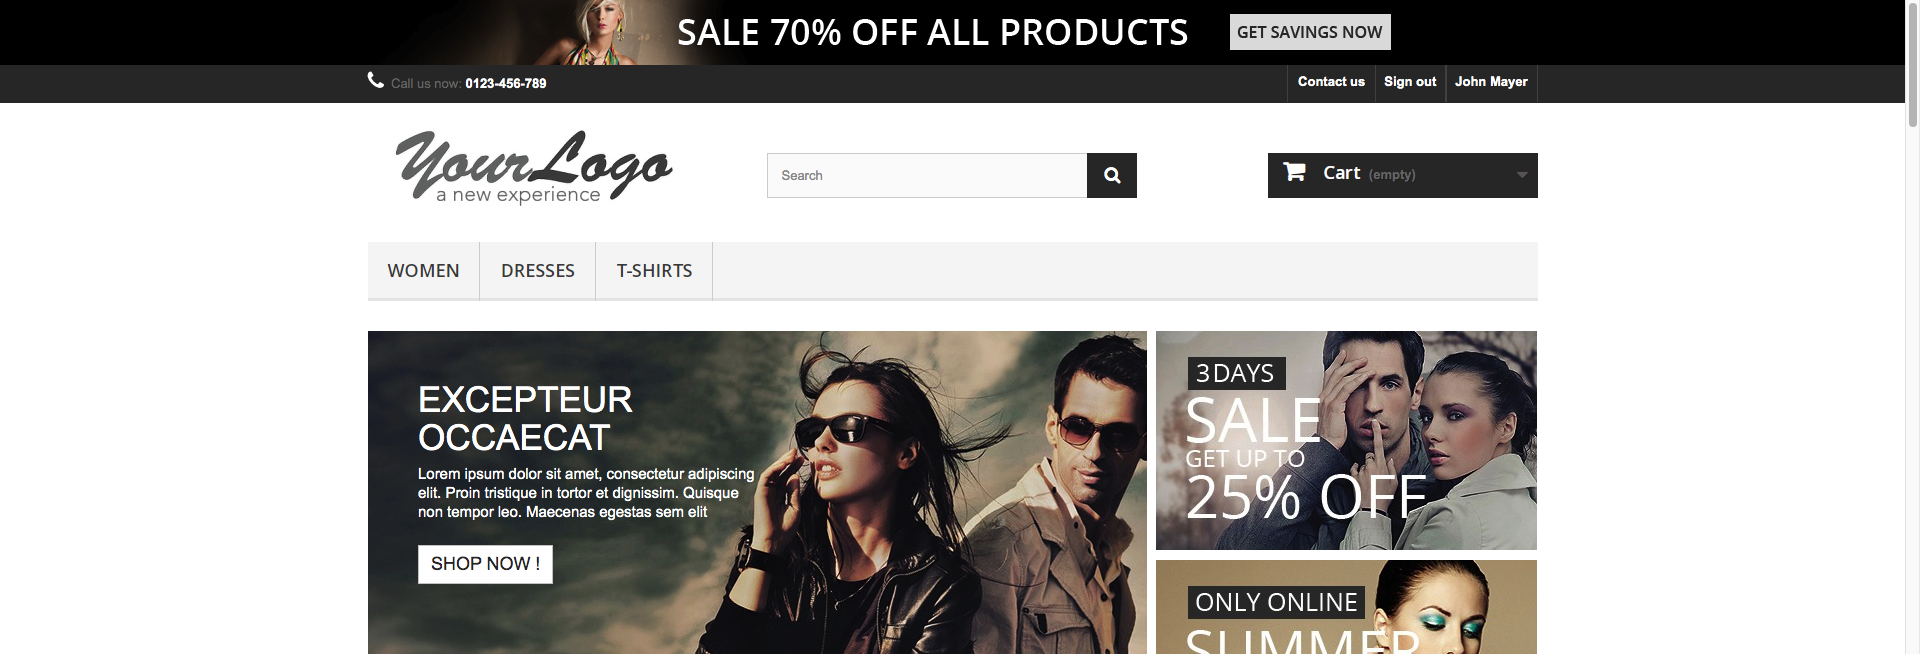 SALE 70% OFF ALL PRODUCTS
GET SAVINGS NOW
Call us now: 0123-456-789
Contact us
Sign out
John Mayer
YourLogo
a new experience
Search
Cart (empty)
WOMEN
DRESSES
T-SHIRTS
EXCEPTEUR
OCCAECAT
Lorem ipsum dolor sit amet, consectetur adipiscing
elit. Proin tristique in tortor et dignissim. Quisque
non tempor leo. Maecenas egestas sem elit
SHOP NOW !
3 DAYS
SALE
GET UP TO
25% OFF
ONLY ONLINE
SUMMER